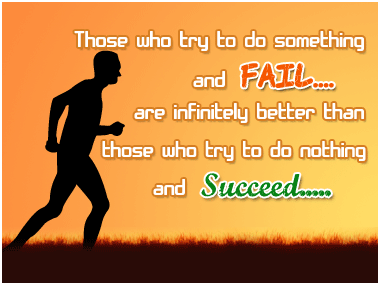 Those who try to do something
and FAIL....
are infinitely better than
those who try to do nothing
and Succeed.....